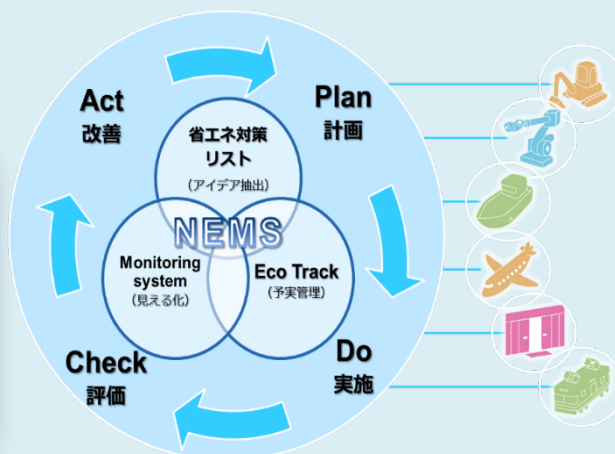 Act
改善
Plan
計画
省エネ対策
リスト
(アイデア抽出)
NEMS
Monitoring
system
(見える化)
Eco Track
(予実管理)
Check
評価
Do
実施